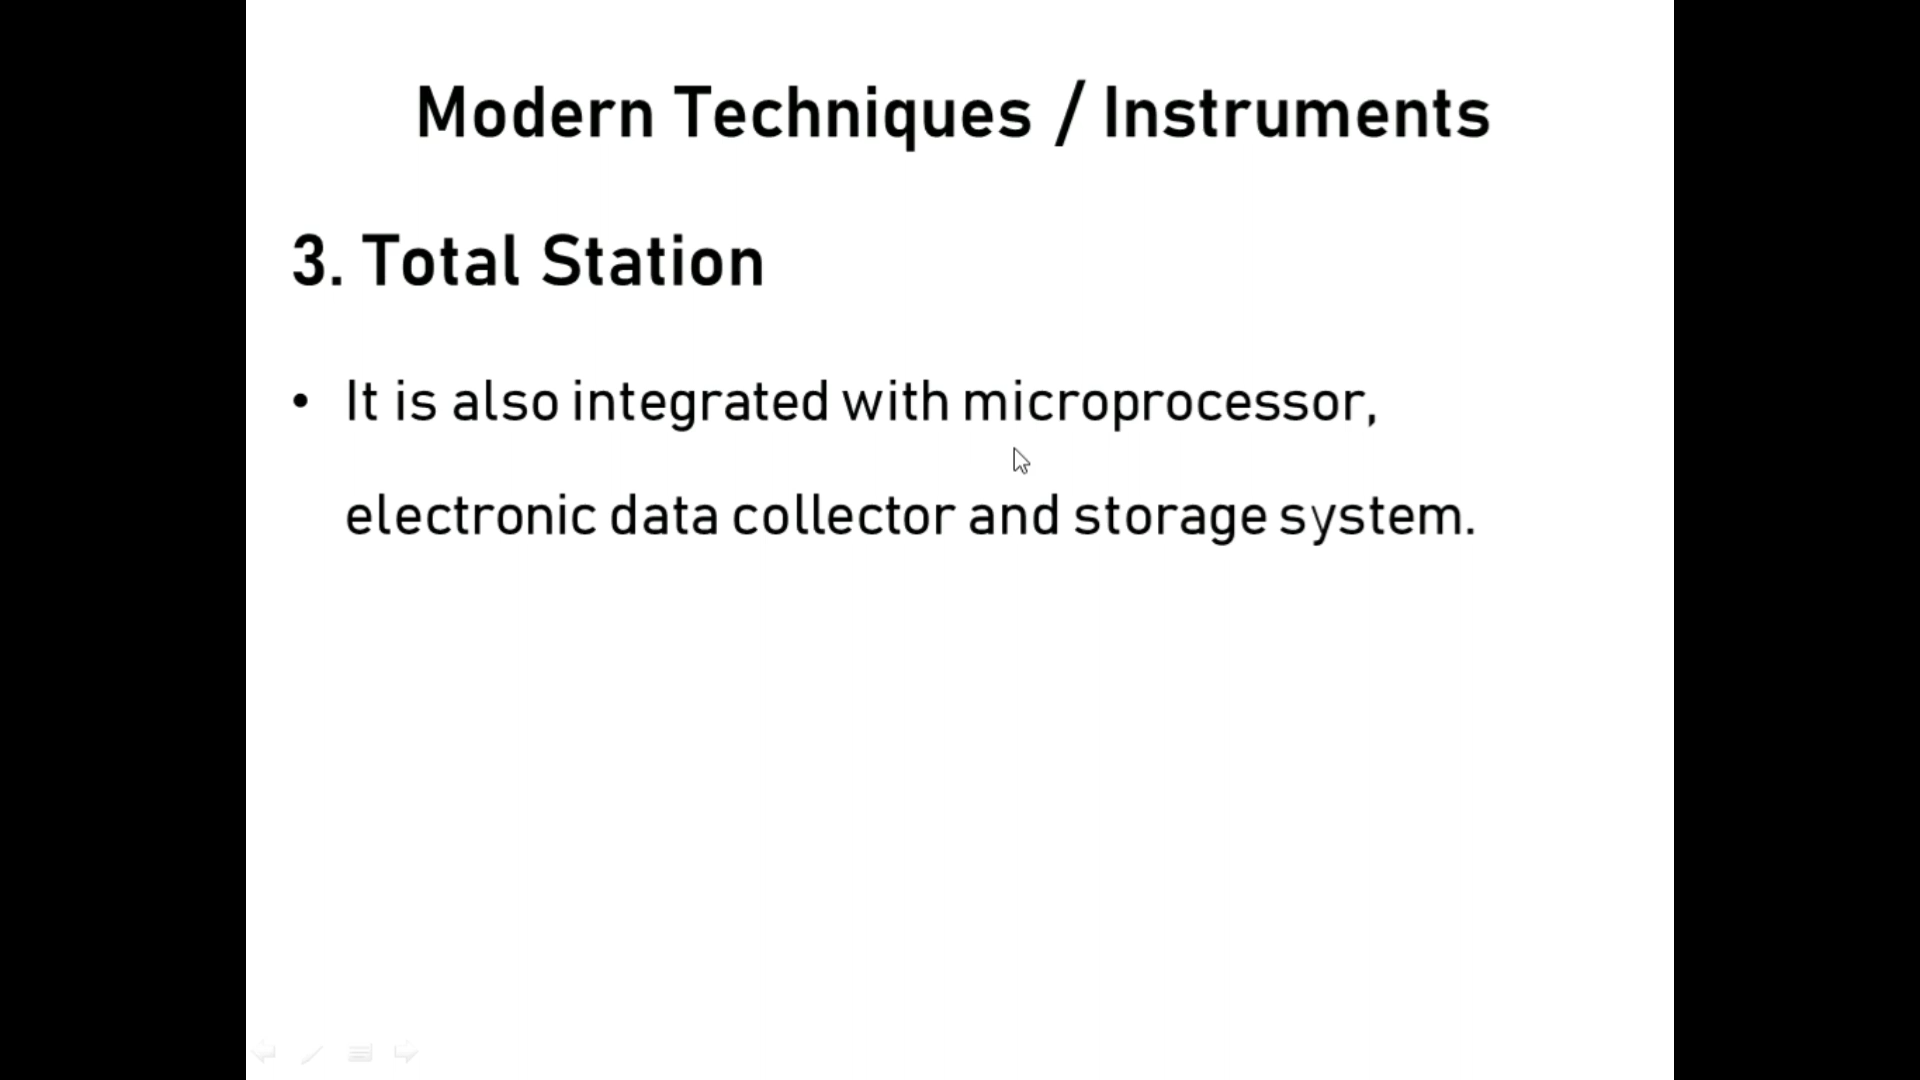 Modern Techniques / Instruments
3. Total Station
• It is also integrated with microprocessor,
electronic data collector and storage system.